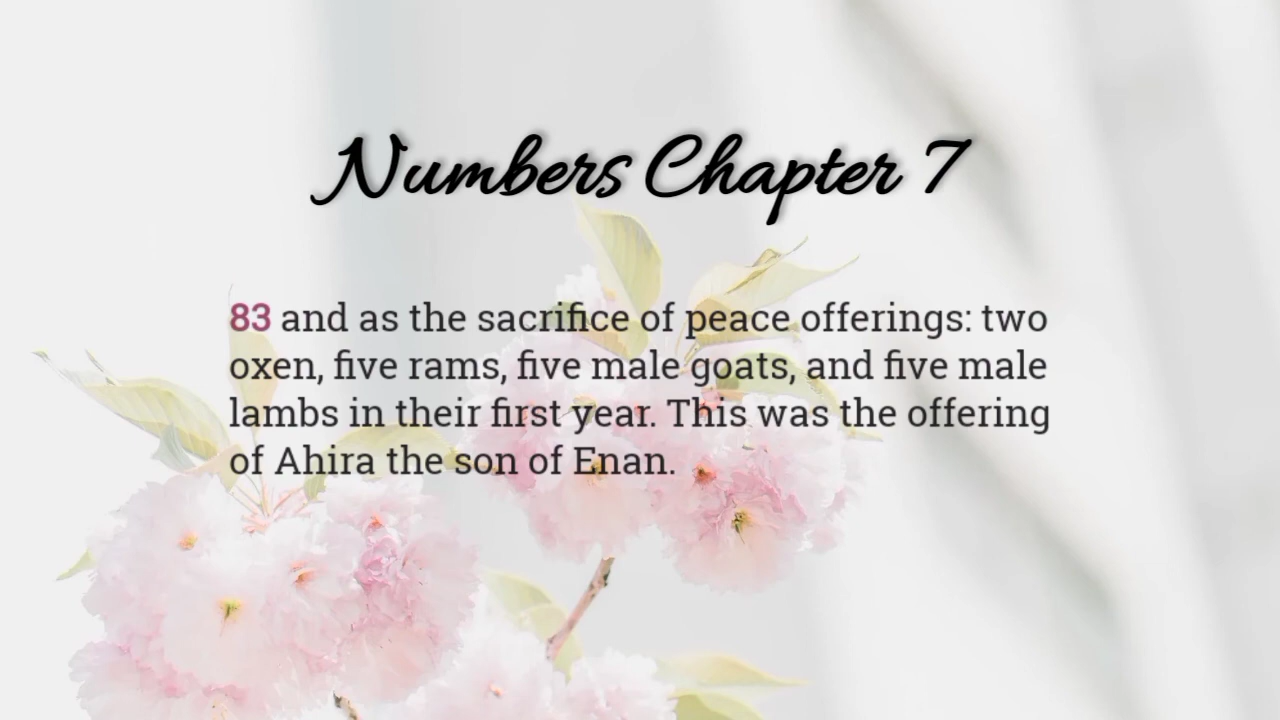 Numbers Chapter 7
83 and as the sacrifice of peace offerings: two
oxen, five rams, five male goats, and five male
lambs in their first year. This was the offering
of Ahira the son of Enan.